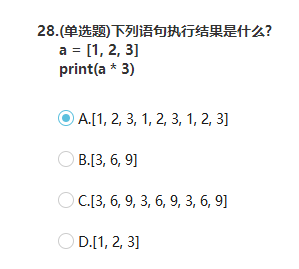 28.(单选题)下列语句执行结果是什么?
a = [1, 2, 3]
print(a * 3)
A.[1, 2, 3, 1, 2, 3, 1, 2, 3]
B.[3, 6, 9]
C.[3, 6, 9, 3, 6, 9, 3, 6, 9]
D.[1, 2, 3]